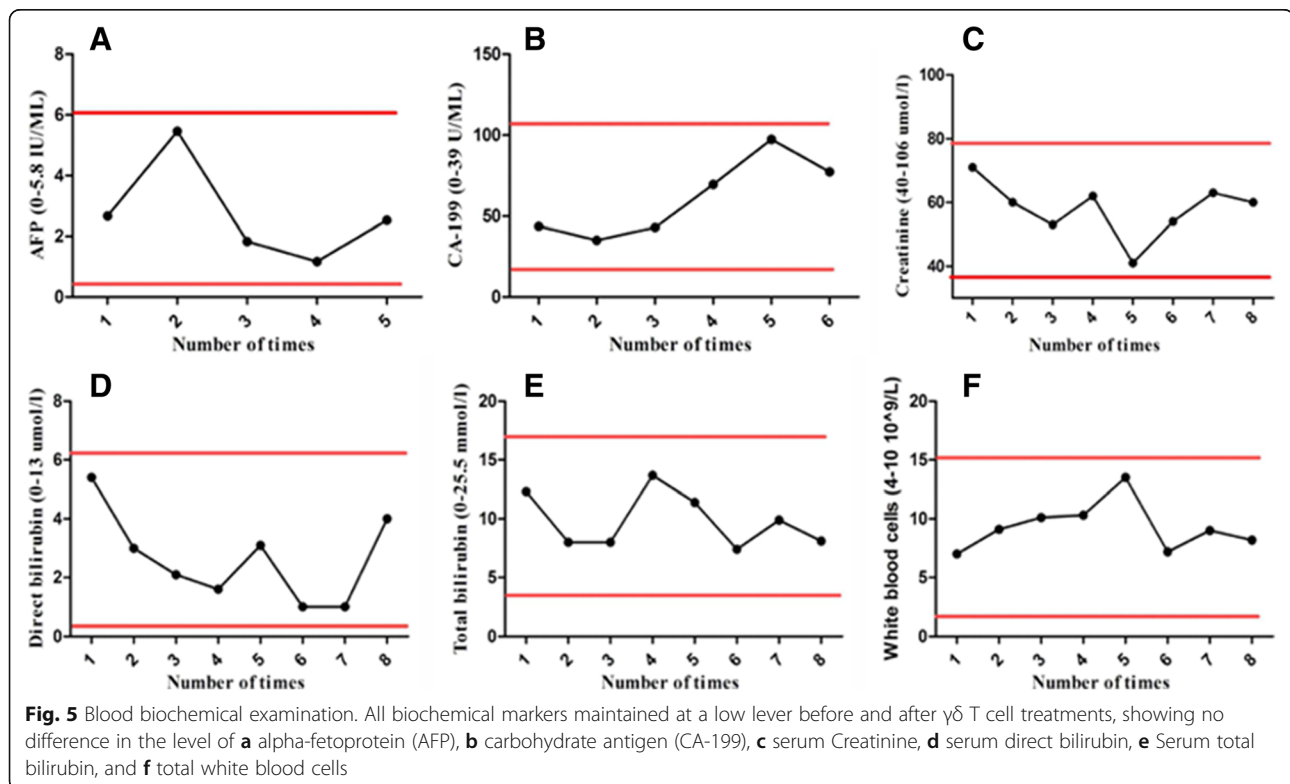 A
AFP (0-5.8 IU/ML)
8
6
4
2
0
1 2 3 4 5
Number of times
B
CA-199 (0-39 U/ML)
150
100
50
0
1 2 3 4 5 6
Number of times
C
Creatinine (40-106 umol/l)
100
80
60
40
1 2 3 4 5 6 7 8
Number of times
D
Direct bilirubin (0-13 umol/l)
8
6
4
2
0
1 2 3 4 5 6 7 8
Number of times
E
Total bilirubin (0-25.5 mmol/l)
20
15
10
5
0
1 2 3 4 5 6 7 8
Number of times
F
White blood cells (4-10 10^9/L)
20
15
10
5
0
1 2 3 4 5 6 7 8
Number of times
Fig. 5 Blood biochemical examination. All biochemical markers maintained at a low lever before and after γδ T cell treatments, showing no
difference in the level of a alpha-fetoprotein (AFP), b carbohydrate antigen (CA-199), c serum Creatinine, d serum direct bilirubin, e Serum total
bilirubin, and f total white blood cells